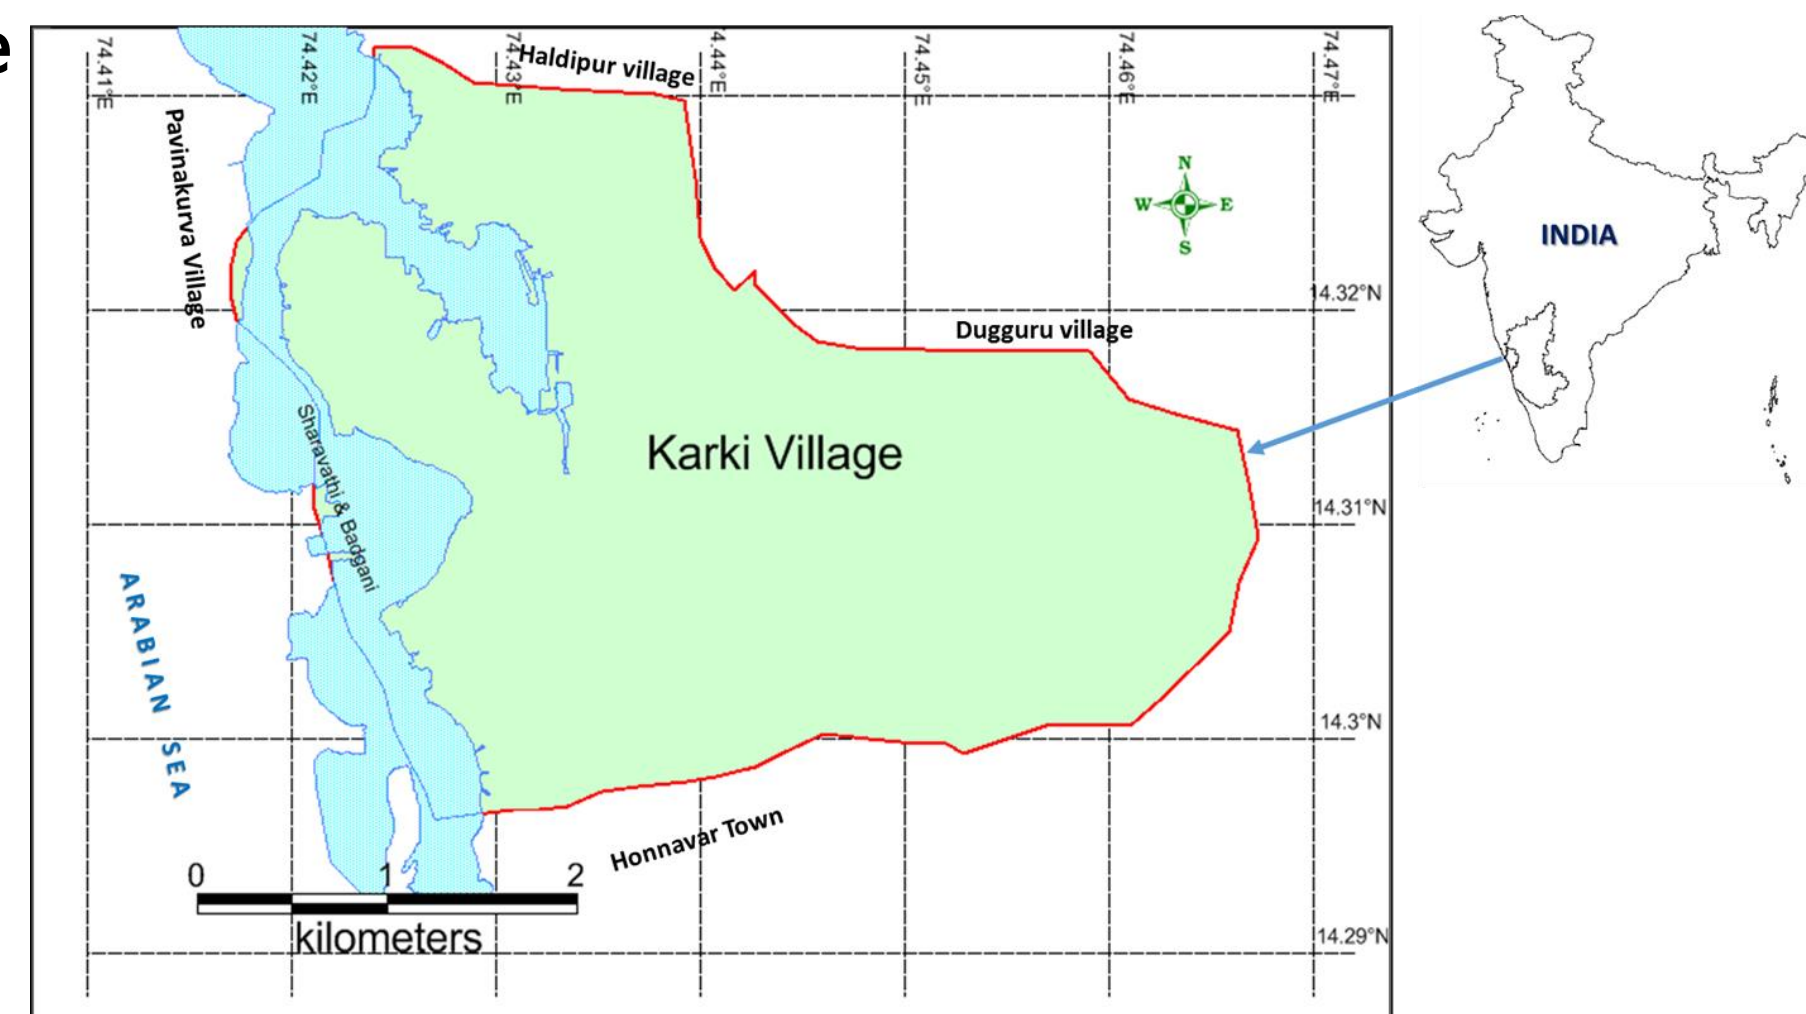 e
74.41°E
74.42°E
74.43°E
4.44°E
74.45°E
74.46°E
74.47°E
Haldipur village
Pavinakurva Village
N
W E
S
INDIA
14.32°N
Dugguru village
Karki Village
Sharavathi & Badgani
14.31°N
ARABIAN SEA
14.3°N
Honnavar Town
0 1 2
kilometers
14.29°N